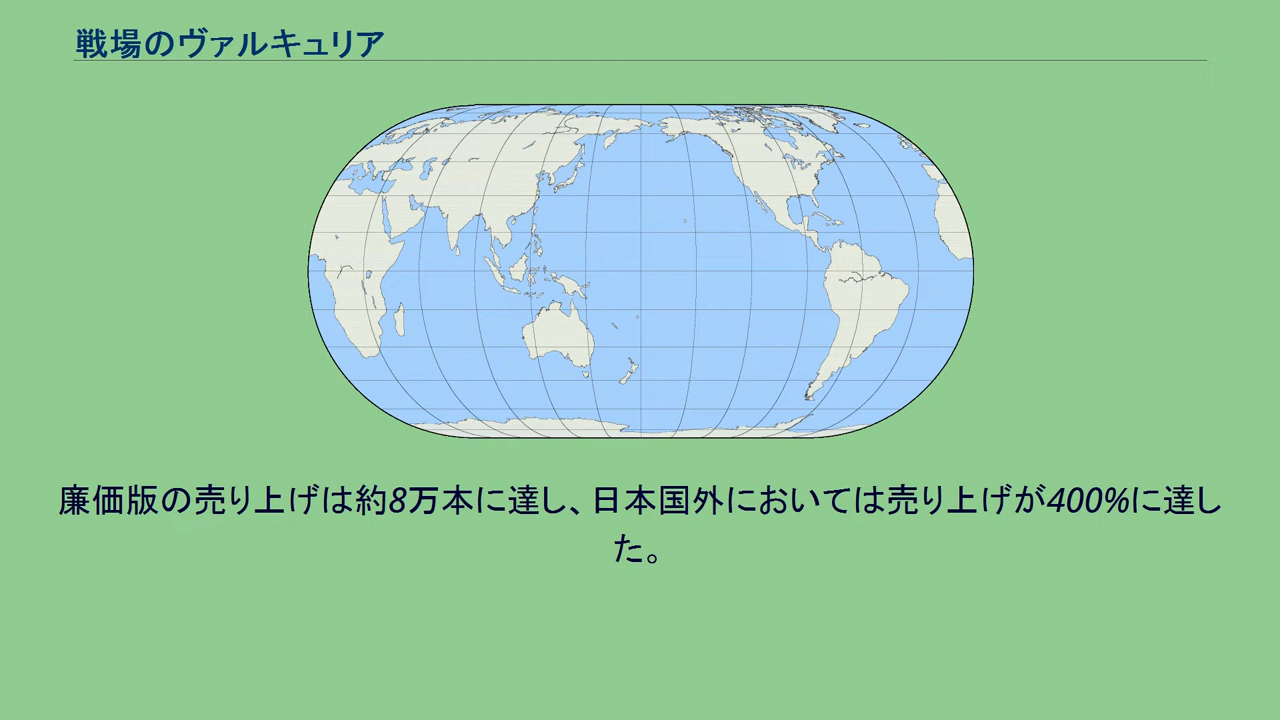 戦場のヴァルキュリア
廉価版の売り上げは約8万本に達し、日本国外においては売り上げが400%に達し
た。